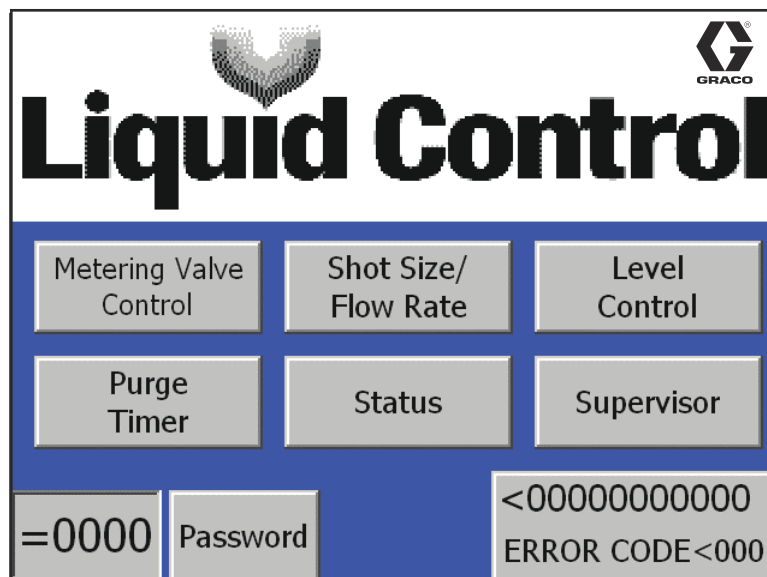 GRACO
Liquid Control
Metering Valve
Control
Shot Size/
Flow Rate
Level
Control
Purge
Timer
Status
Supervisor
=0000
Password
<00000000000
ERROR CODE<000